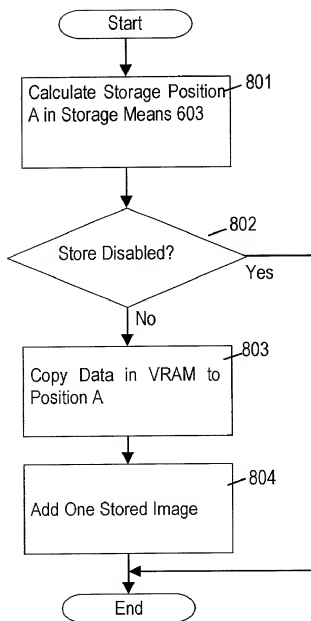 Start
801
Calculate Storage Position
A in Storage Means 603
802
Store Disabled?
Yes
No
803
Copy Data in VRAM to
Position A
804
Add One Stored Image
End